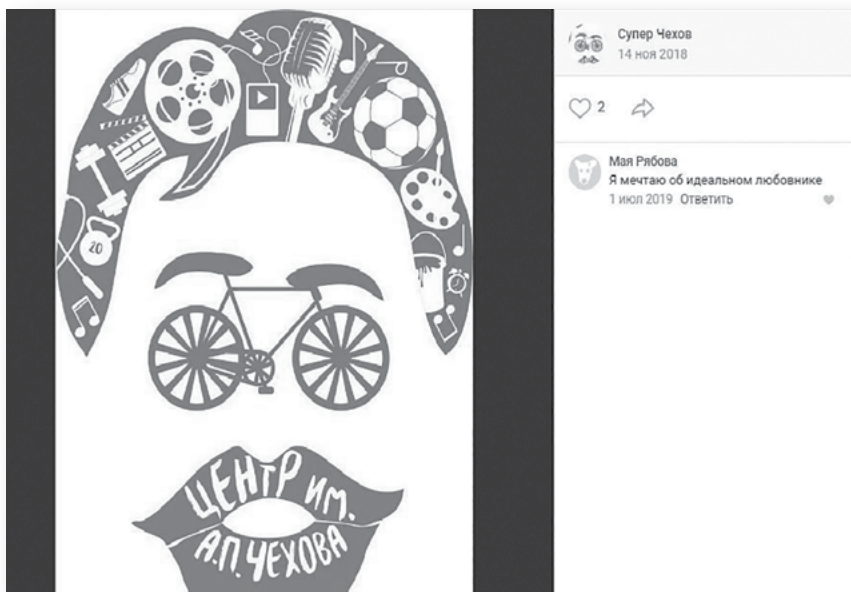 Супер Чехов
14 ноя 2018
2
Мая Рябова
Я мечтаю об идеальном любовнике
1 июл 2019 Ответить
20
ЦЕНТР ИМ.
А.П. ЧЕХОВА